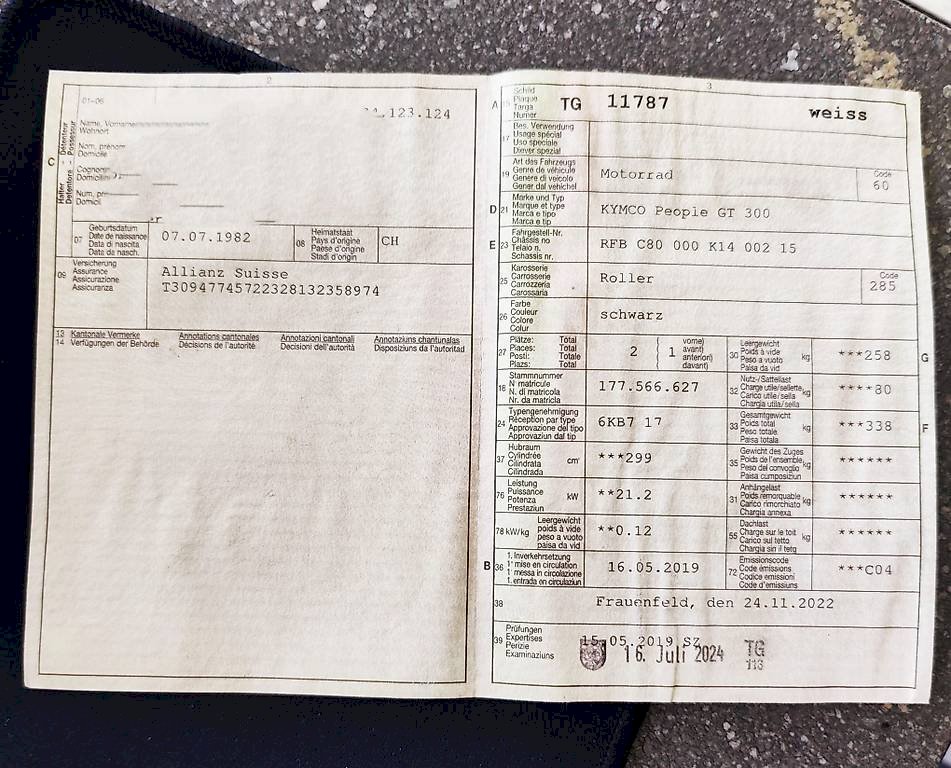 2
01-06
.123.124
Détenteur Possessur
Halter Detentore
C
Name, Vorname
Wohnort
Nom, prénom
Domicile
Cognom
Domicilio
Num,
Domicil
07
Geburtsdatum
Date de naissance
Data di nascita
Data da nasch.
07.07.1982
08
Heimatstaat
Pays d'origine
Paese d'origine
Stadi d'origin
CH
09
Versicherung
Assurance
Assicurazione
Assicuranza
Allianz Suisse
T30947745722328132358974
13 Kantonale Vermerke Annotations cantonales Annotazioni cantonali Annotaziuns chantunalas
14 Verfügungen der Behörde Décisions de l'autorité Decisioni dell'autorità Disposiziuns da l'autoritad
3
A
Schild
Plaque
Targa
Numer
TG 11787 weiss
17
Bes. Verwendung
Usage spécial
Uso speciale
Diever spezial
19
Art des Fahrzeugs
Genre de véhicule
Genere di veicolo
Gener dal vehichel
Motorrad
Code
60
D 21
Marke und Typ
Marque et type
Marca e tipo
Marca e tip
KYMCO People GT 300
E 23
Fahrgestell-Nr.
Châssis no
Telaio n.
Schassis nr.
RFB C80 000 K14 002 15
25
Karosserie
Carrosserie
Carrozzeria
Carossaria
Roller
Code
285
26
Farbe
Couleur
Colore
Colur
schwarz
27
Plätze: Total
Places: Total
Posti: Totale
Plazs: Total
2
1
vorne)
avant)
anteriori)
davant)
30
Leergewicht
Poids à vide
Peso a vuoto
Paisa da vid
kg
***258
G
18
Stammnummer
N° matricule
N. di matricola
Nr. da matricla
177.566.627
32
Nutz-/Sattellast
Charge utile/sellette
Carico utile/sella
Chargia utila/sella
kg
****80
24
Typengenehmigung
Réception par type
Approvazione del tipo
Approvaziun dal tip
6KB7 17
33
Gesamtgewicht
Poids total
Peso totale
Paisa totala
kg
***338
F
37
Hubraum
Cylindrée
Cilindrata
Cilindrada
cm³
***299
35
Gewicht des Zuges
Poids de l'ensemble
Peso del convoglio
Paisa cumposiziun
kg
******
76
Leistung
Puissance
Potenza
Prestaziun
kW
**21.2
31
Anhängelast
Poids remorquable
Carico rimorchiato
Chargia annexa
kg
******
78 kW/kg
Leergewicht
poids à vide
peso a vuoto
paisa da vid
**0.12
55
Dachlast
Charge sur le toit
Carico sul tetto
Chargia sin il tetg
kg
******
B 36
1. Inverkehrsetzung
1re mise en circulation
1a messa in circolazione
1. entrada en circulaziun
16.05.2019
72
Emissionscode
Code émissions
Codice emissioni
Code d'emissiuns
***C04
38
Frauenfeld, den 24.11.2022
39
Prüfungen
Expertises
Perizie
Examinaziuns
15.05.2019 SZ
16. Juli 2024 TG
113